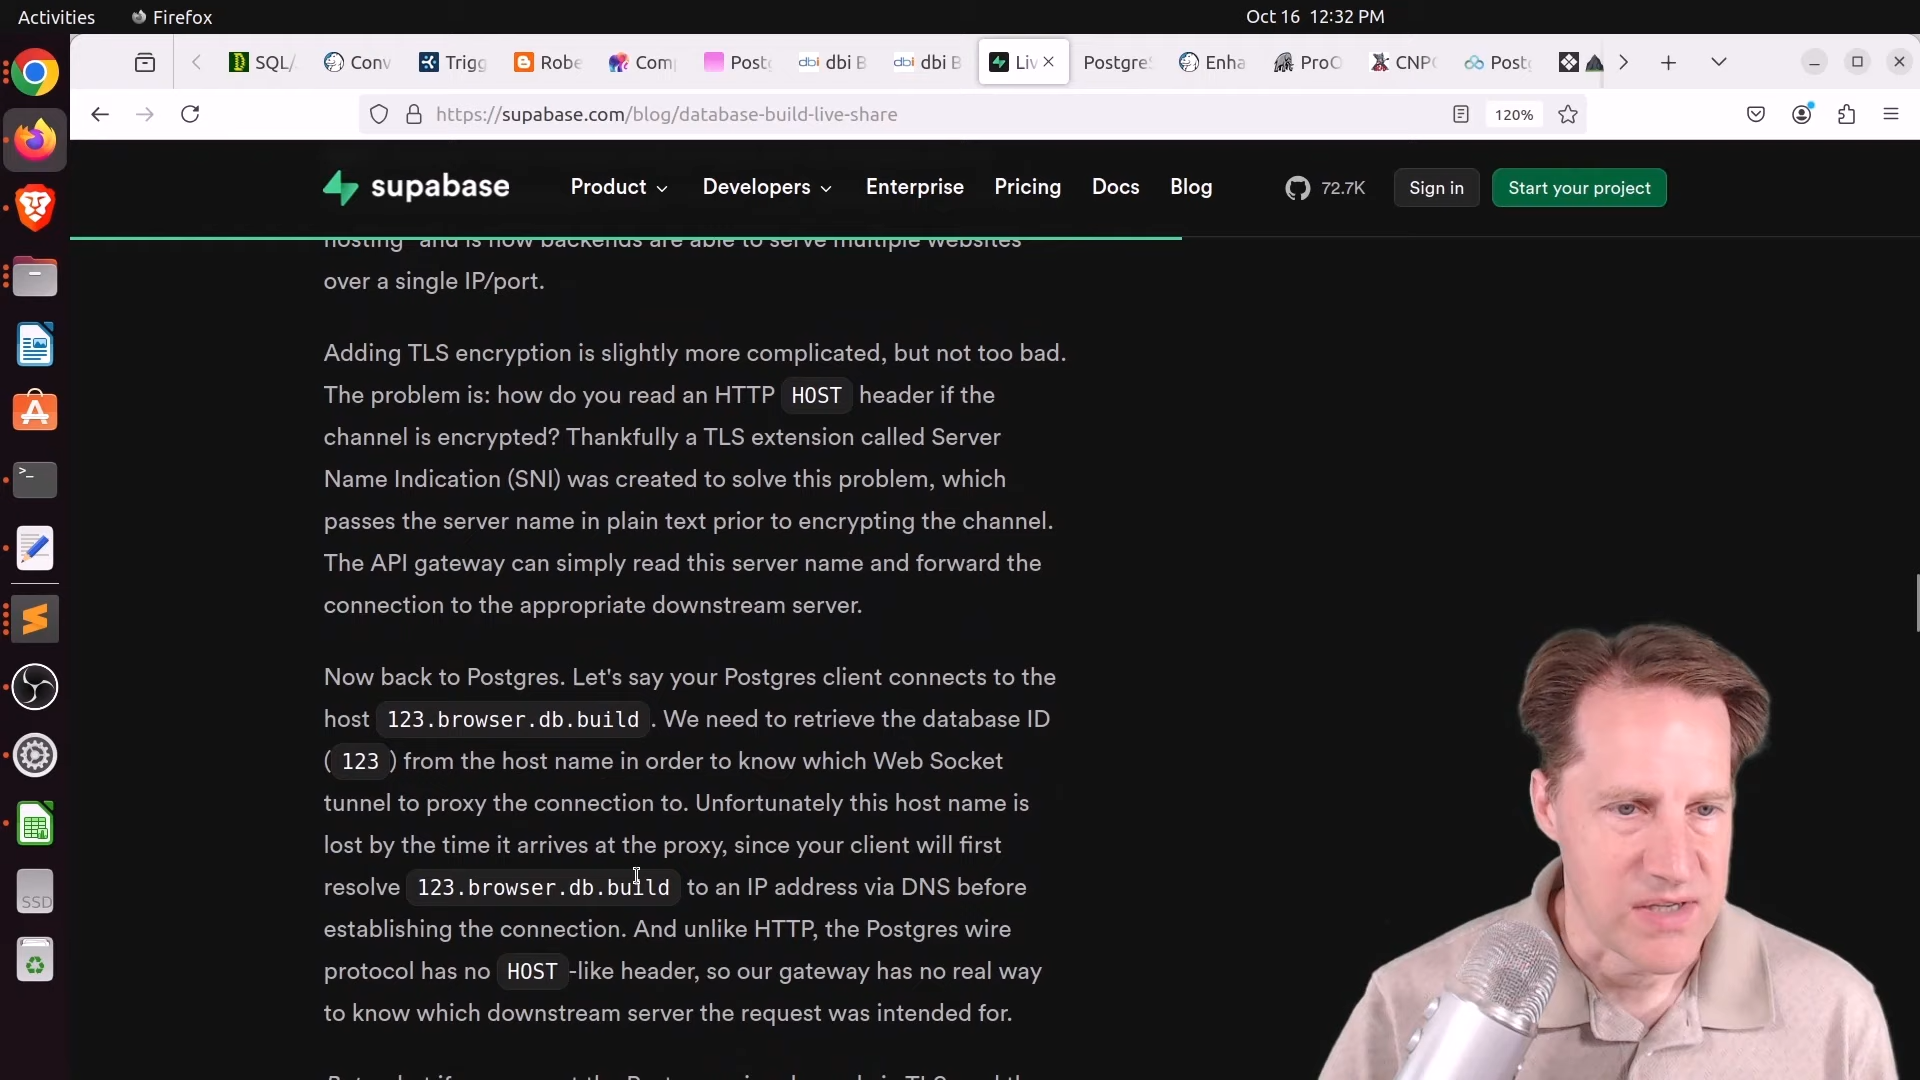 Activities
Firefox
Oct 16 12:32 PM
SQL/
Conv
Trigg
Robe
Com
Postg
dbi B
dbi B
Liv
Postgre
Enha
ProO
CNP
Post
https://supabase.com/blog/database-build-live-share
120%
supabase
Product
Developers
Enterprise
Pricing
Docs
Blog
72.7K
Sign in
Start your project
hosting" and is how backends are able to serve multiple websites
over a single IP/port.
Adding TLS encryption is slightly more complicated, but not too bad.
The problem is: how do you read an HTTP HOST header if the
channel is encrypted? Thankfully a TLS extension called Server
Name Indication (SNI) was created to solve this problem, which
passes the server name in plain text prior to encrypting the channel.
The API gateway can simply read this server name and forward the
connection to the appropriate downstream server.
Now back to Postgres. Let's say your Postgres client connects to the
host 123.browser.db.build. We need to retrieve the database ID
(123) from the host name in order to know which Web Socket
tunnel to proxy the connection to. Unfortunately this host name is
lost by the time it arrives at the proxy, since your client will first
resolve 123.browser.db.build to an IP address via DNS before
establishing the connection. And unlike HTTP, the Postgres wire
protocol has no HOST-like header, so our gateway has no real way
to know which downstream server the request was intended for.
SSD